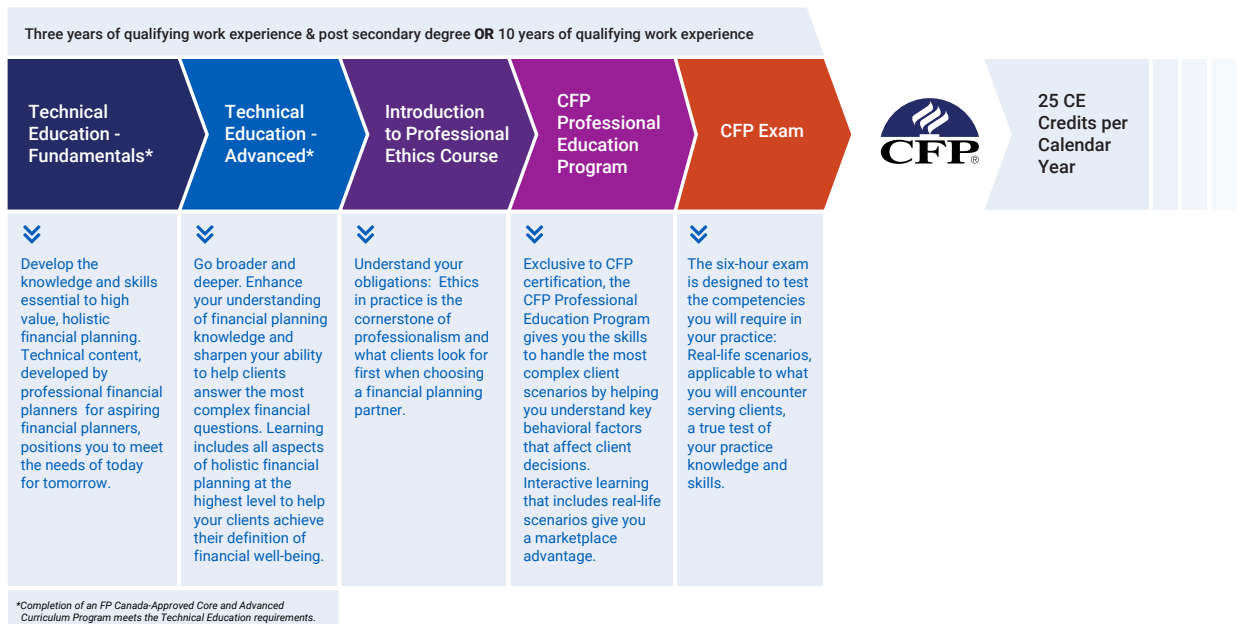 Three years of qualifying work experience & post secondary degree OR 10 years of qualifying work experience
Technical
Education -
Fundamentals*
Technical
Education -
Advanced*
Introduction
to Professional
Ethics Course
CFP
Professional
Education
Program
CFP Exam
CFP®
25 CE
Credits per
Calendar
Year
Develop the
knowledge and skills
essential to high
value, holistic
financial planning.
Technical content,
developed by
professional financial
planners for aspiring
financial planners,
positions you to meet
the needs of today
for tomorrow.
Go broader and
deeper. Enhance
your understanding
of financial planning
knowledge and
sharpen your ability
to help clients
answer the most
complex financial
questions. Learning
includes all aspects
of holistic financial
planning at the
highest level to help
your clients achieve
their definition of
financial well-being.
Understand your
obligations: Ethics
in practice is the
cornerstone of
professionalism and
what clients look for
first when choosing
a financial planning
partner.
Exclusive to CFP
certification, the
CFP Professional
Education Program
gives you the skills
to handle the most
complex client
scenarios by helping
you understand key
behavioral factors
that affect client
decisions.
Interactive learning
that includes real-life
scenarios give you
a marketplace
advantage.
The six-hour exam
is designed to test
the competencies
you will require in
your practice:
Real-life scenarios,
applicable to what
you will encounter
serving clients,
a true test of
your practice
knowledge and
skills.
*Completion of an FP Canada-Approved Core and Advanced
Curriculum Program meets the Technical Education requirements.